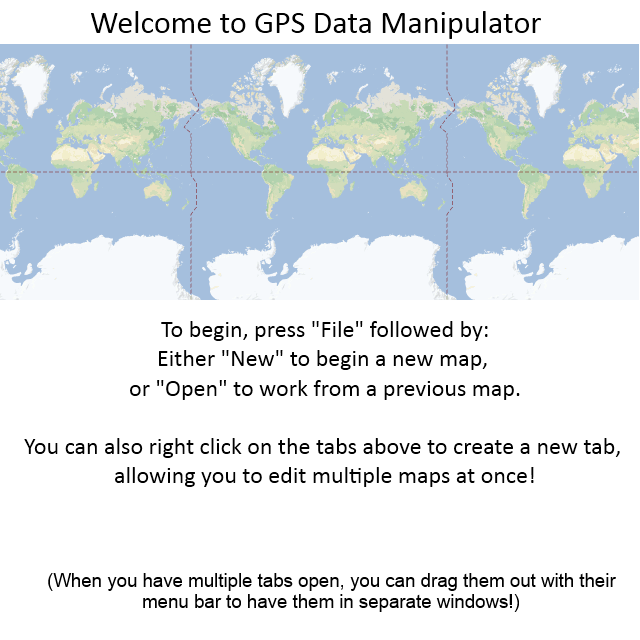 Welcome to GPS Data Manipulator
To begin, press "File" followed by:
Either "New" to begin a new map,
or "Open" to work from a previous map.
You can also right click on the tabs above to create a new tab,
allowing you to edit multiple maps at once!
(When you have multiple tabs open, you can drag them out with their
menu bar to have them in separate windows!)